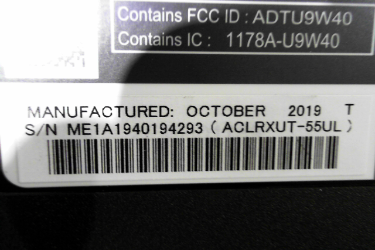 Contains FCC ID : ADTU9W40
Contains IC : 1178A-U9W40
MANUFACTURED: OCTOBER 2019 T
S/N ME1A1940194293 ( ACLRXUT-55UL )